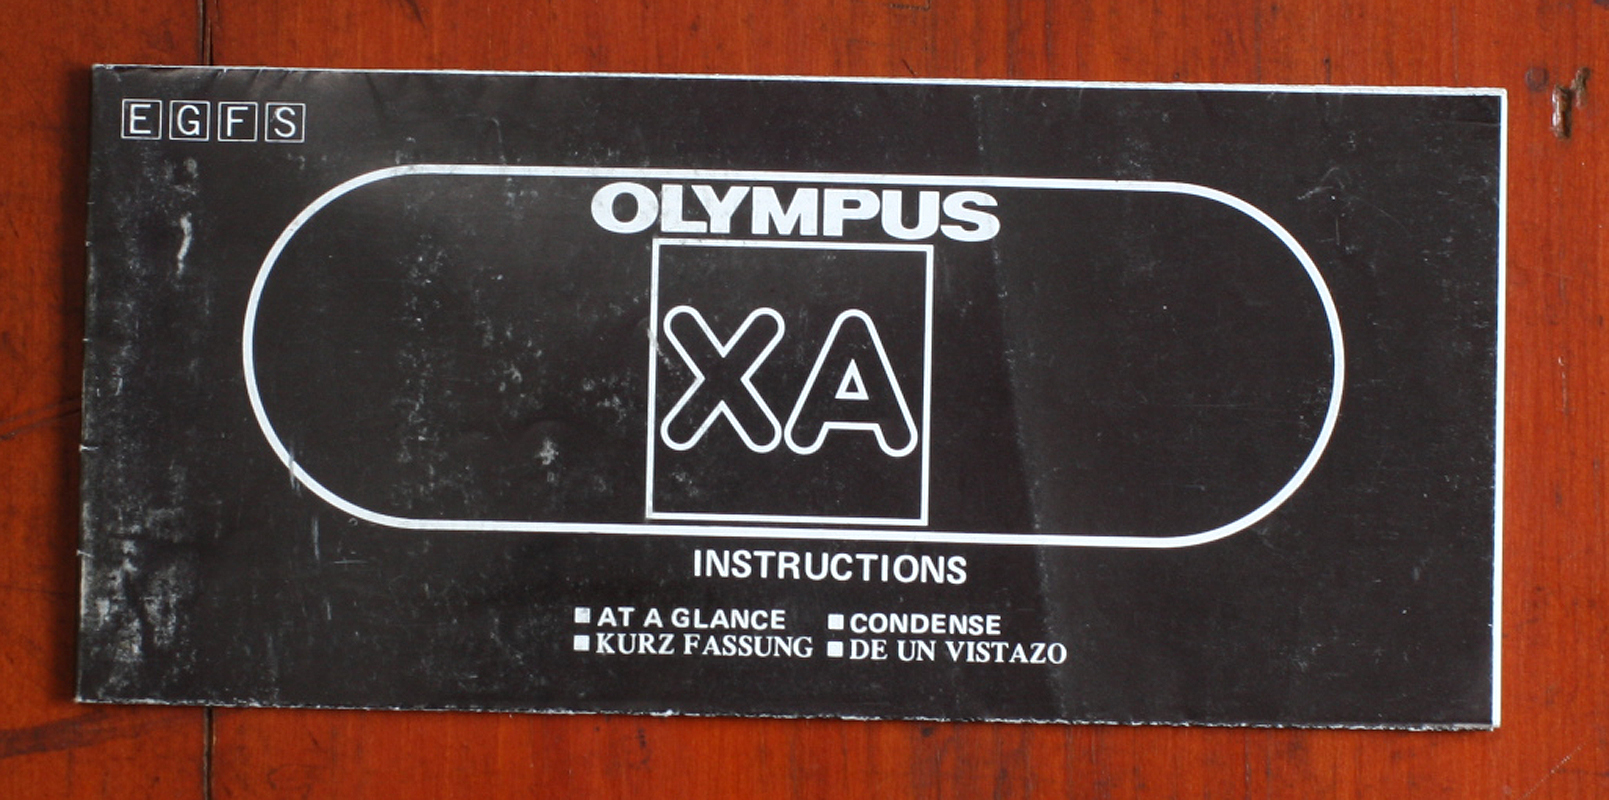 E G F S
OLYMPUS
XA
INSTRUCTIONS
■ AT A GLANCE ■ CONDENSE
■ KURZ FASSUNG ■ DE UN VISTAZO